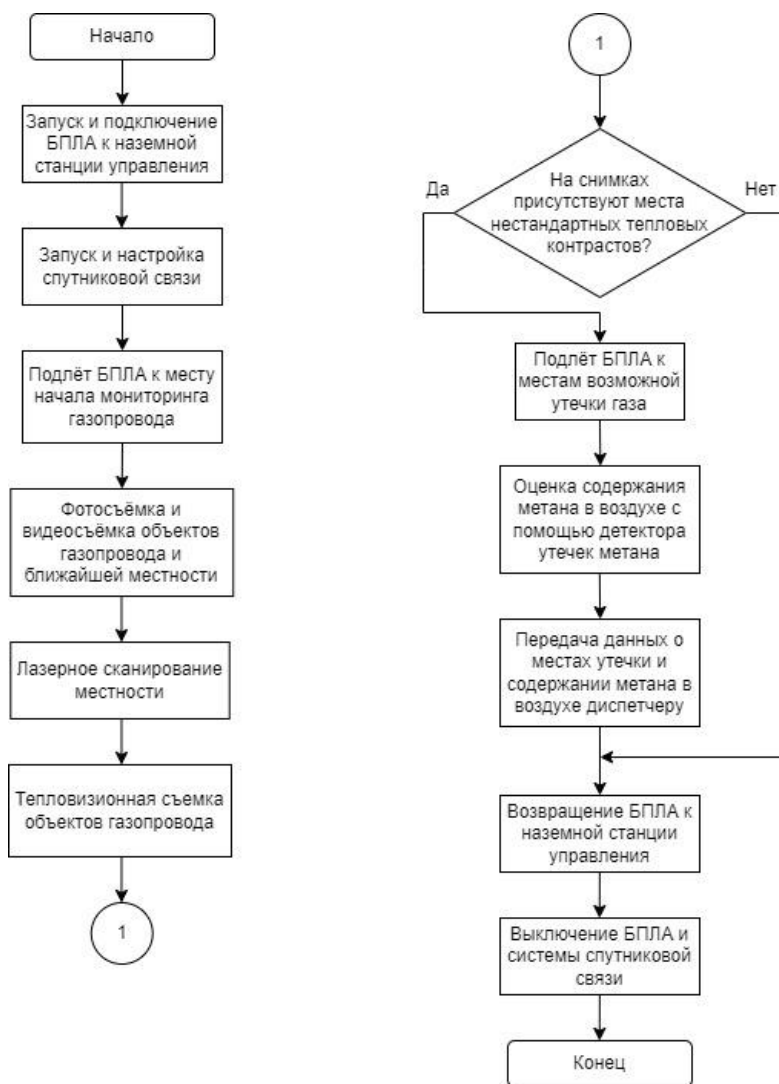 Начало
Запуск и подключение
БПЛА к наземной
станции управления
Запуск и настройка
спутниковой связи
Подлёт БПЛА к месту
начала мониторинга
газопровода
Фотосъёмка и
видеосъёмка объектов
газопровода и
ближайшей местности
Лазерное сканирование
местности
Тепловизионная съемка
объектов газопровода
1
1
На снимках
присутствуют места
нестандартных тепловых
контрастов?
Да
Нет
Подлёт БПЛА к
местам возможной
утечки газа
Оценка содержания
метана в воздухе с
помощью детектора
утечек метана
Передача данных о
местах утечки и
содержании метана в
воздухе диспетчеру
Возвращение БПЛА к
наземной станции
управления
Выключение БПЛА и
системы спутниковой
связи
Конец